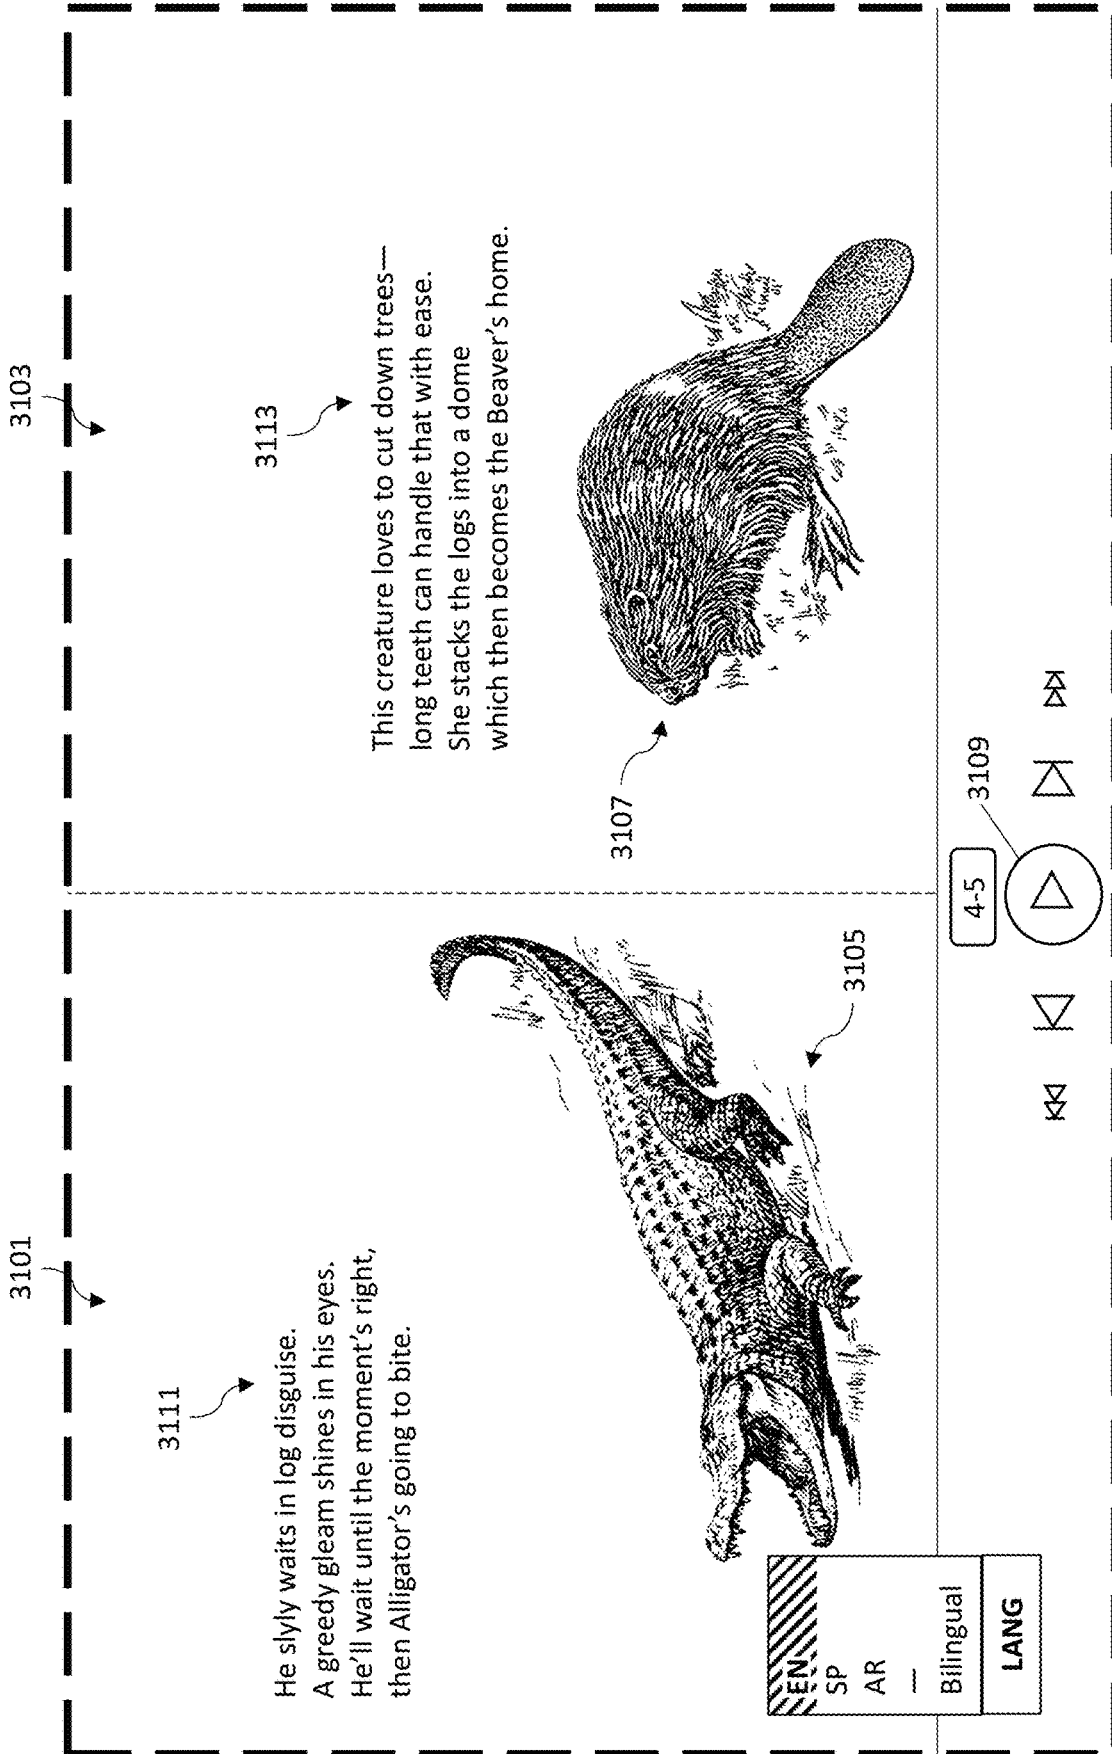 3101
3103
3111
He slyly waits in log disguise.
A greedy gleam shines in his eyes.
He'll wait until the moment's right,
then Alligator's going to bite.
3113
This creature loves to cut down trees—
long teeth can handle that with ease.
She stacks the logs into a dome
which then becomes the Beaver's home.
3107
3105
EN
SP
AR
—
Bilingual
LANG
4-5
3109